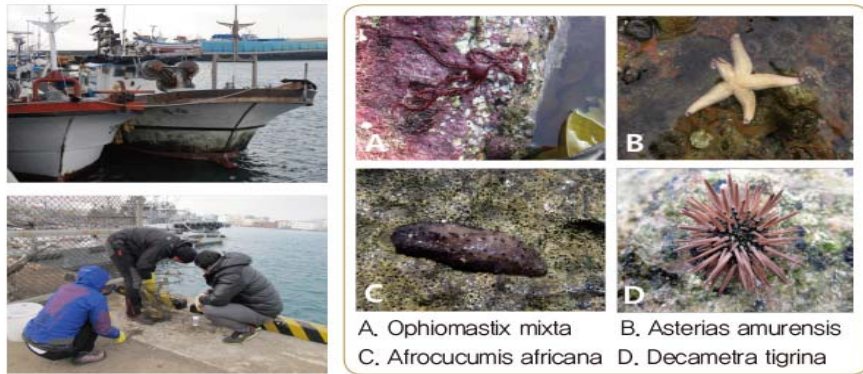 A
B
C
D
A. Ophiomastix mixta B. Asterias amurensis
C. Afrocucumis africana D. Decametra tigrina